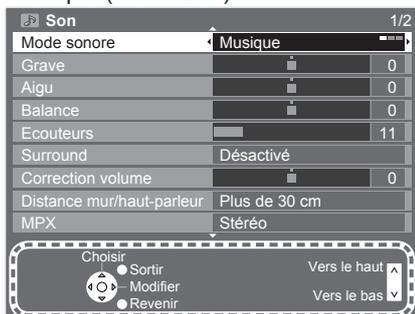 Son 1/2
Mode sonore Musique
Grave 0
Aigu 0
Balance 0
Ecouteurs 11
Surround Désactivé
Correction volume 0
Distance mur/haut-parleur Plus de 30 cm
MPX Stéréo
Choisir
Sortir
Modifier
Revenir
Vers le haut
Vers le bas